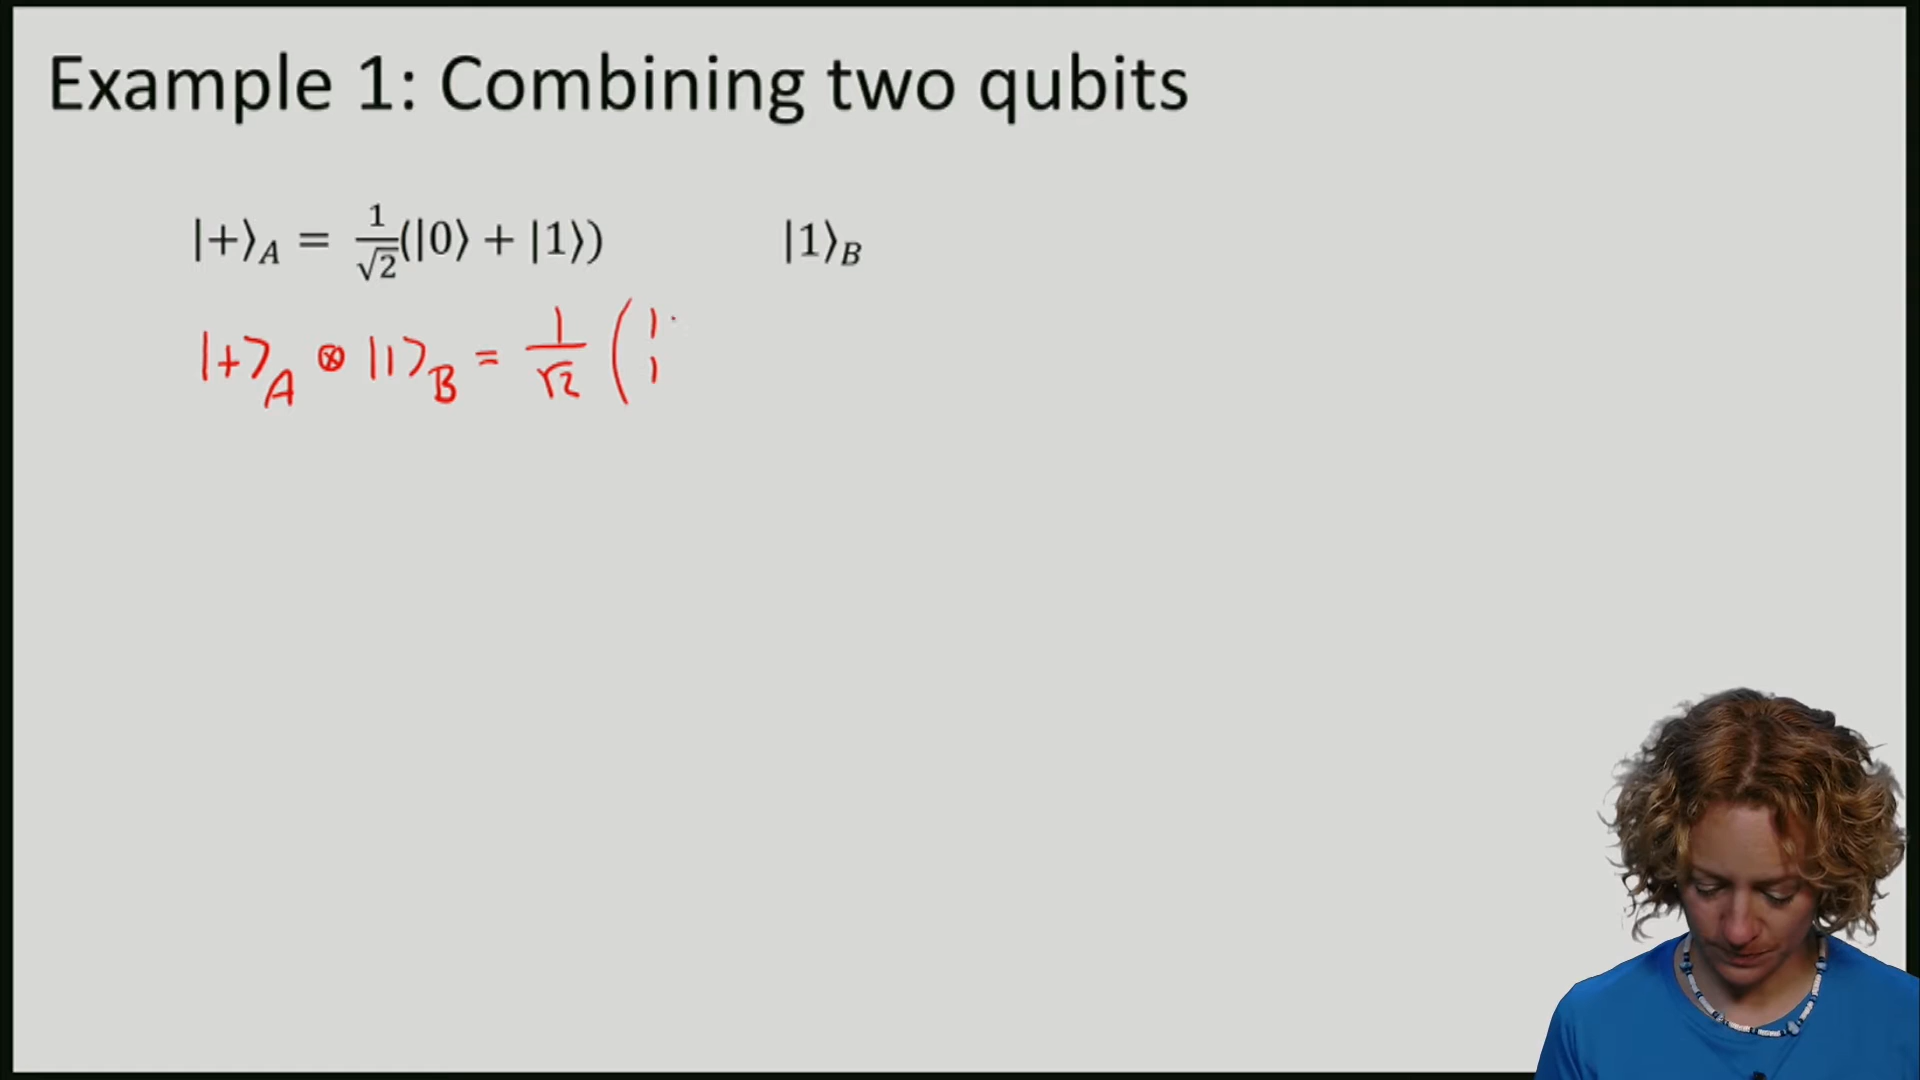 Example 1: Combining two qubits
|+⟩_A = 1/√2 (|0⟩ + |1⟩) |1⟩_B
|+⟩_A ⊗ |1⟩_B = 1/√2 ( 1 1